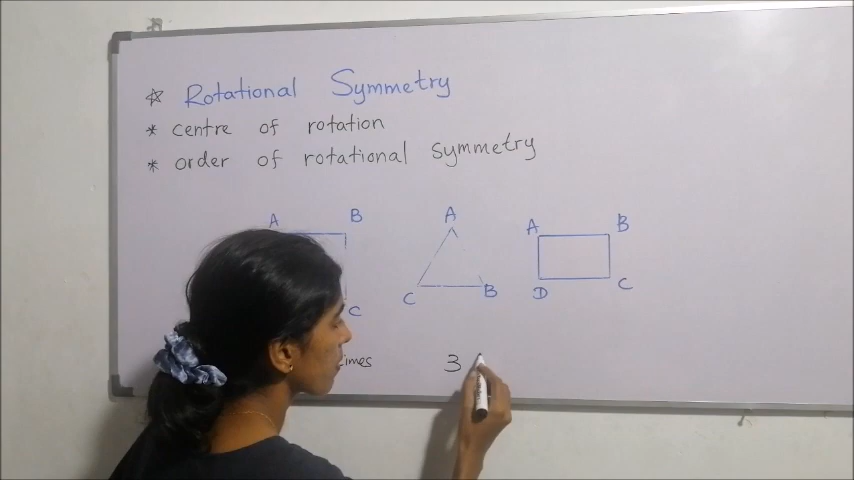 ☆ Rotational Symmetry
* centre of rotation
* order of rotational symmetry
A B A A B
C C B D C
3